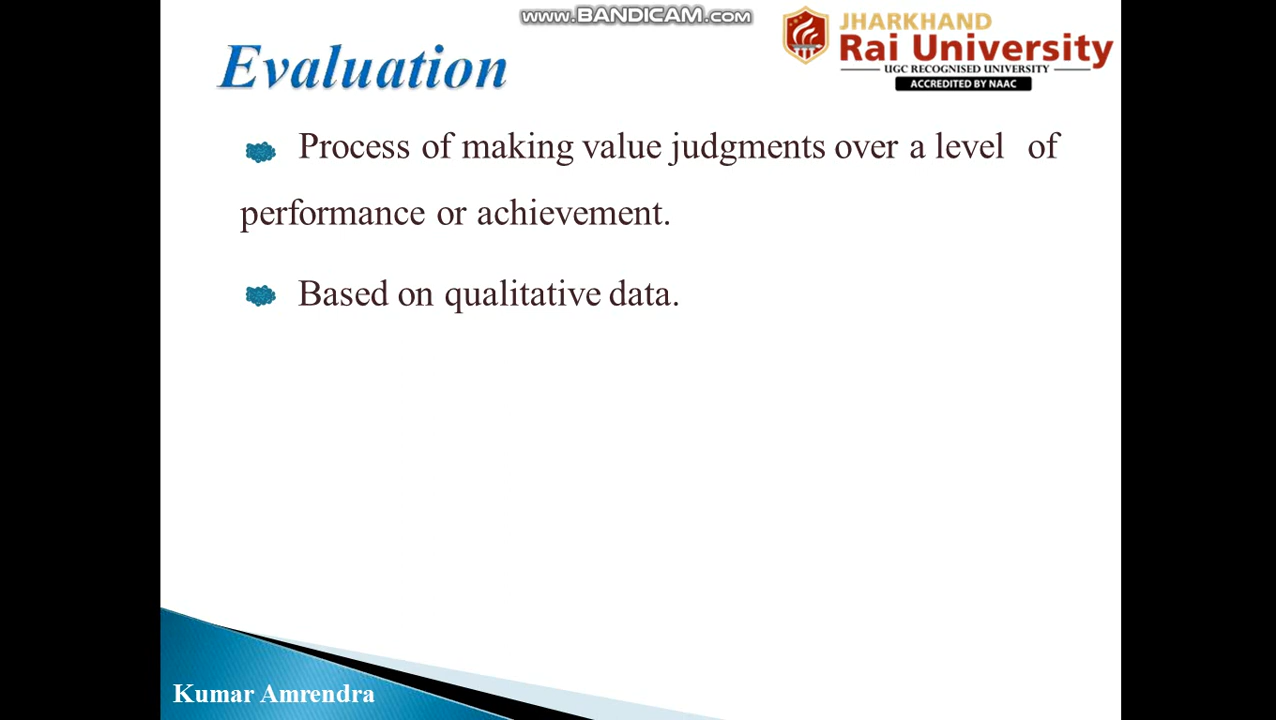 www.BANDICAM.com
JHARKHAND
Rai University
UGC RECOGNISED UNIVERSITY
ACCREDITED BY NAAC
Evaluation
Process of making value judgments over a level of
performance or achievement.
Based on qualitative data.
Kumar Amrendra